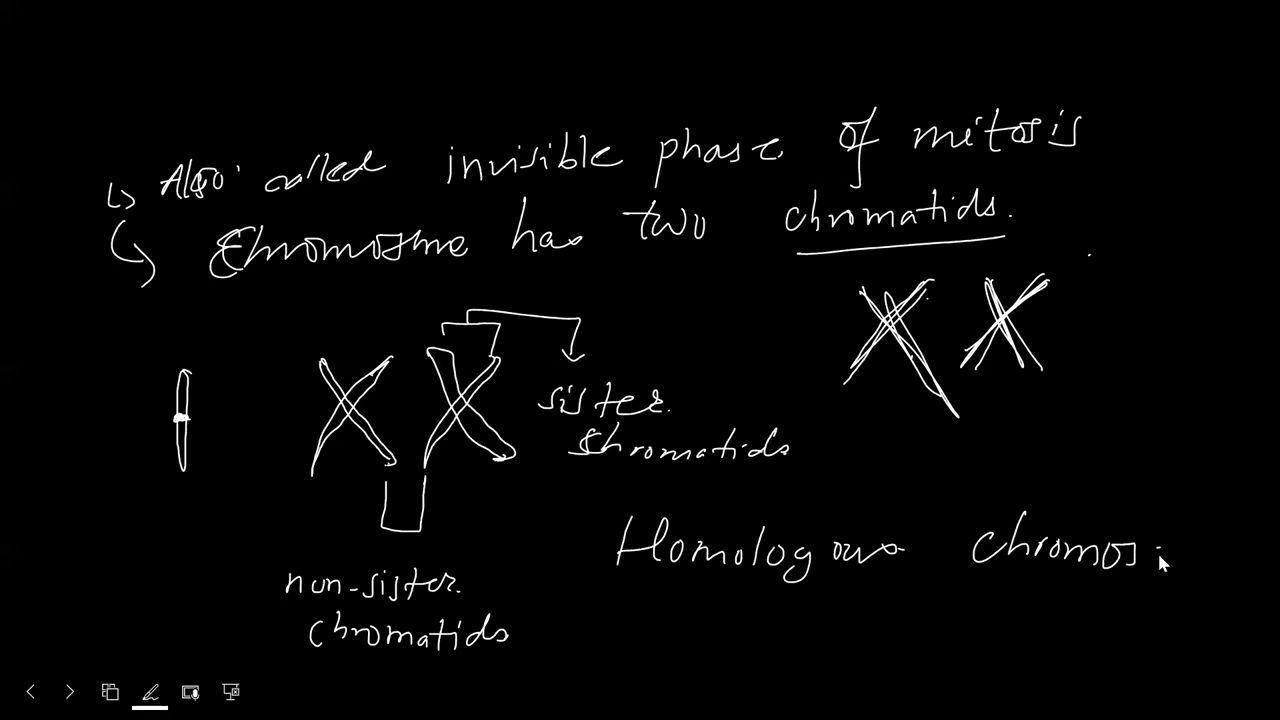 Also called invisible phase of mitosis
Chromosome has two chromatids.
sister
chromatids
Homologous chromos
non-sister
chromatids